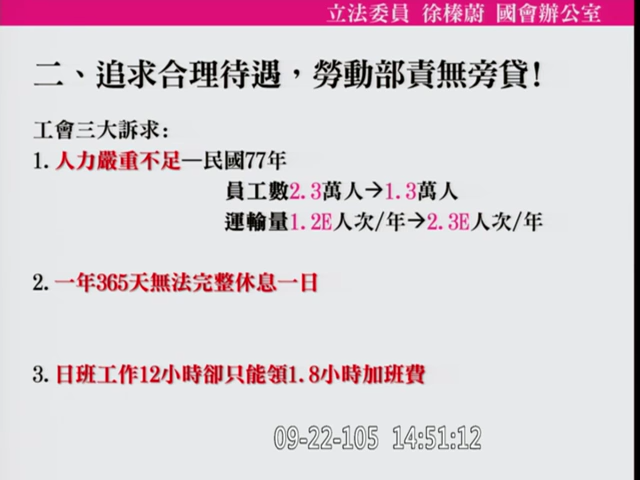 立法委員 徐榛蔚 國會辦公室
二、追求合理待遇，勞動部責無旁貸!
工會三大訴求:
1.人力嚴重不足—民國77年
員工數2.3萬人→1.3萬人
運輸量1.2E人次/年→2.3E人次/年
2.一年365天無法完整休息一日
3.日班工作12小時卻只能領1.8小時加班費
09-22-105 14:51:12